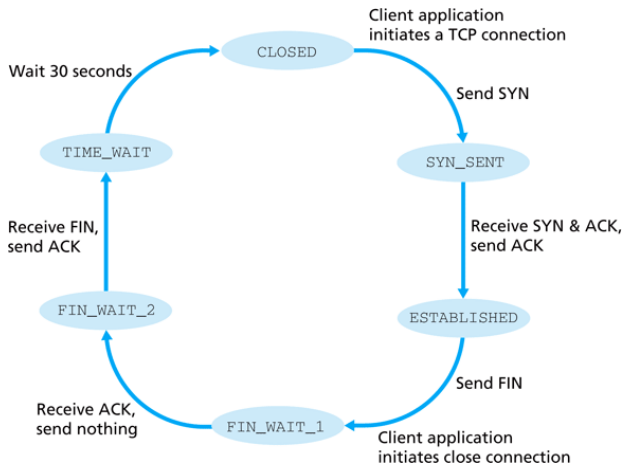 Client application
initiates a TCP connection
CLOSED
Wait 30 seconds
Send SYN
TIME_WAIT
SYN_SENT
Receive FIN,
send ACK
Receive SYN & ACK,
send ACK
FIN_WAIT_2
ESTABLISHED
Send FIN
Receive ACK,
send nothing
FIN_WAIT_1
Client application
initiates close connection